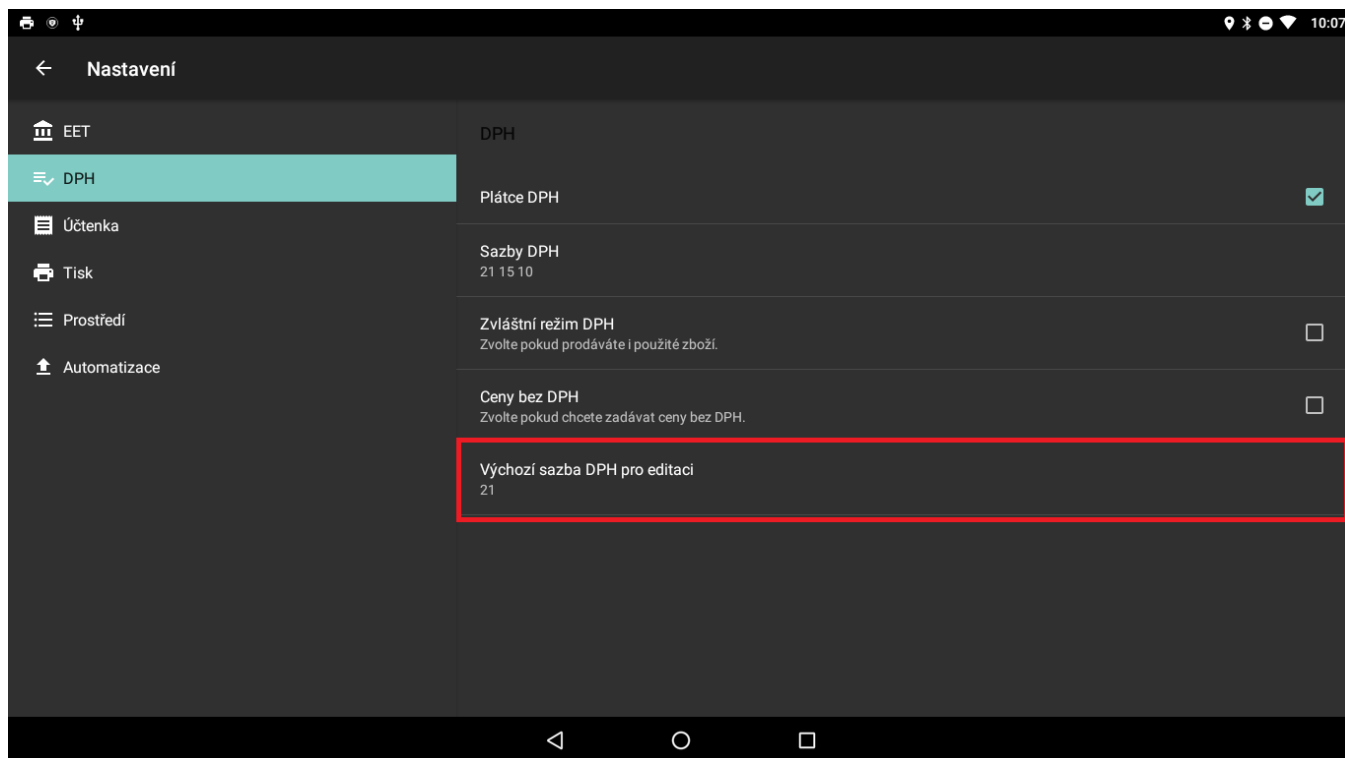 10:07
Nastavení
EET
DPH
Účtenka
Tisk
Prostředí
Automatizace
DPH
Plátce DPH
Sazby DPH
21 15 10
Zvláštní režim DPH
Zvolte pokud prodáváte i použité zboží.
Ceny bez DPH
Zvolte pokud chcete zadávat ceny bez DPH.
Výchozí sazba DPH pro editaci
21